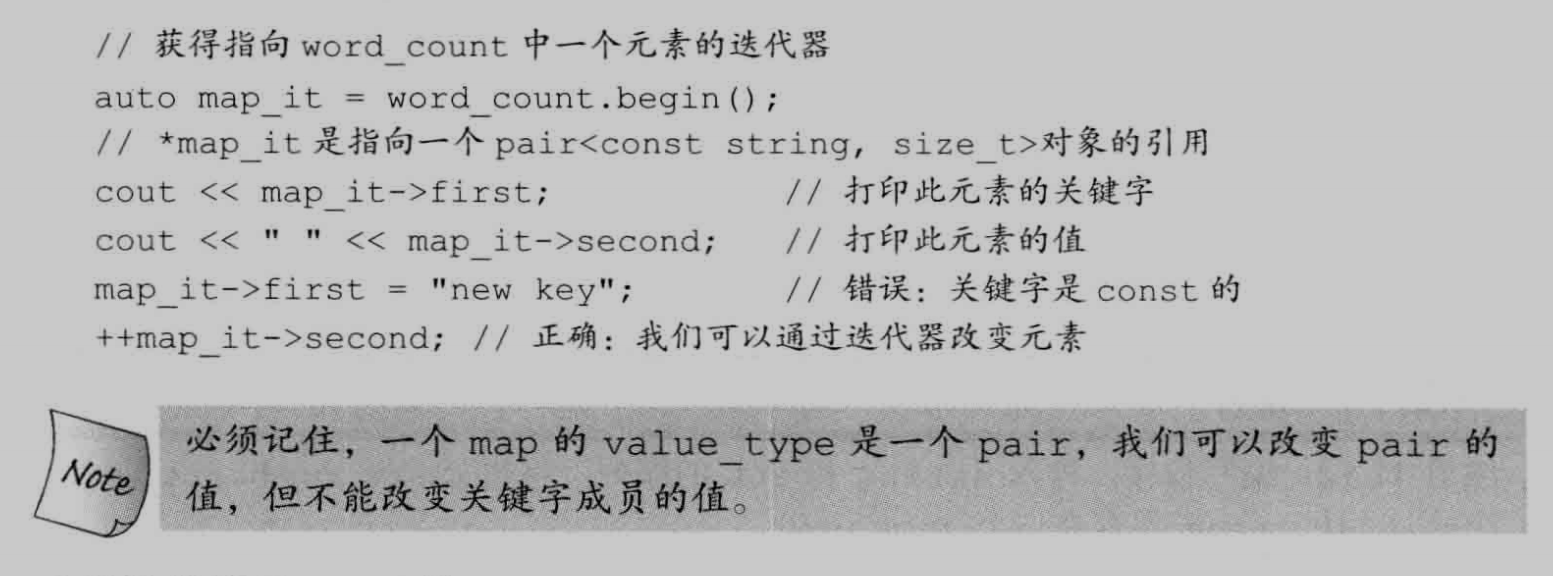 // 获得指向 word_count 中一个元素的迭代器
auto map_it = word_count.begin();
// *map_it 是指向一个 pair<const string, size_t>对象的引用
cout << map_it->first; // 打印此元素的关键字
cout << " " << map_it->second; // 打印此元素的值
map_it->first = "new key"; // 错误：关键字是 const 的
++map_it->second; // 正确：我们可以通过迭代器改变元素
Note
必须记住，一个 map 的 value_type 是一个 pair，我们可以改变 pair 的
值，但不能改变关键字成员的值。